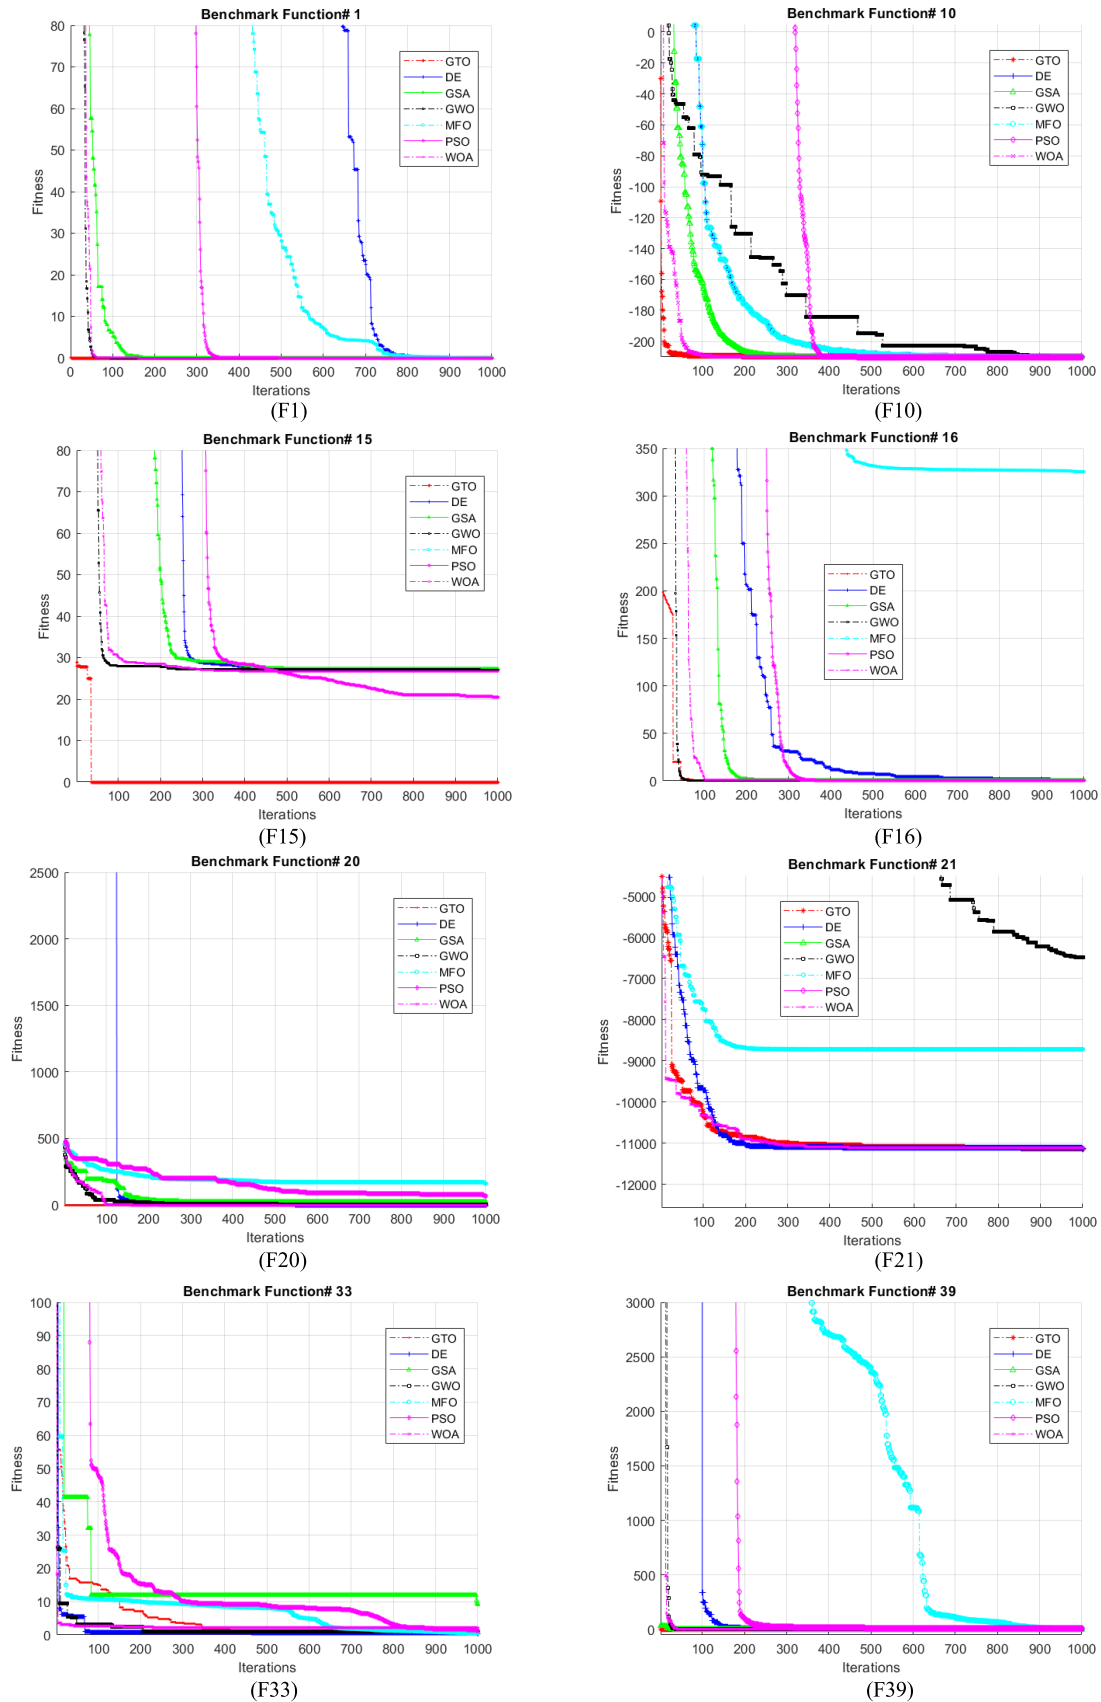 Benchmark Function# 1
Fitness
80
70
60
50
40
30
20
10
0
GTO
DE
GSA
GWO
MFO
PSO
WOA
0 100 200 300 400 500 600 700 800 900 1000
Iterations
(F1)
Benchmark Function# 10
Fitness
0
-20
-40
-60
-80
-100
-120
-140
-160
-180
-200
GTO
DE
GSA
GWO
MFO
PSO
WOA
100 200 300 400 500 600 700 800 900 1000
Iterations
(F10)
Benchmark Function# 15
Fitness
80
70
60
50
40
30
20
10
0
GTO
DE
GSA
GWO
MFO
PSO
WOA
100 200 300 400 500 600 700 800 900 1000
Iterations
(F15)
Benchmark Function# 16
Fitness
350
300
250
200
150
100
50
0
GTO
DE
GSA
GWO
MFO
PSO
WOA
100 200 300 400 500 600 700 800 900 1000
Iterations
(F16)
Benchmark Function# 20
Fitness
2500
2000
1500
1000
500
0
GTO
DE
GSA
GWO
MFO
PSO
WOA
100 200 300 400 500 600 700 800 900 1000
Iterations
(F20)
Benchmark Function# 21
Fitness
-5000
-6000
-7000
-8000
-9000
-10000
-11000
-12000
GTO
DE
GSA
GWO
MFO
PSO
WOA
100 200 300 400 500 600 700 800 900 1000
Iterations
(F21)
Benchmark Function# 33
Fitness
100
90
80
70
60
50
40
30
20
10
0
GTO
DE
GSA
GWO
MFO
PSO
WOA
100 200 300 400 500 600 700 800 900 1000
Iterations
(F33)
Benchmark Function# 39
Fitness
3000
2500
2000
1500
1000
500
0
GTO
DE
GSA
GWO
MFO
PSO
WOA
100 200 300 400 500 600 700 800 900 1000
Iterations
(F39)